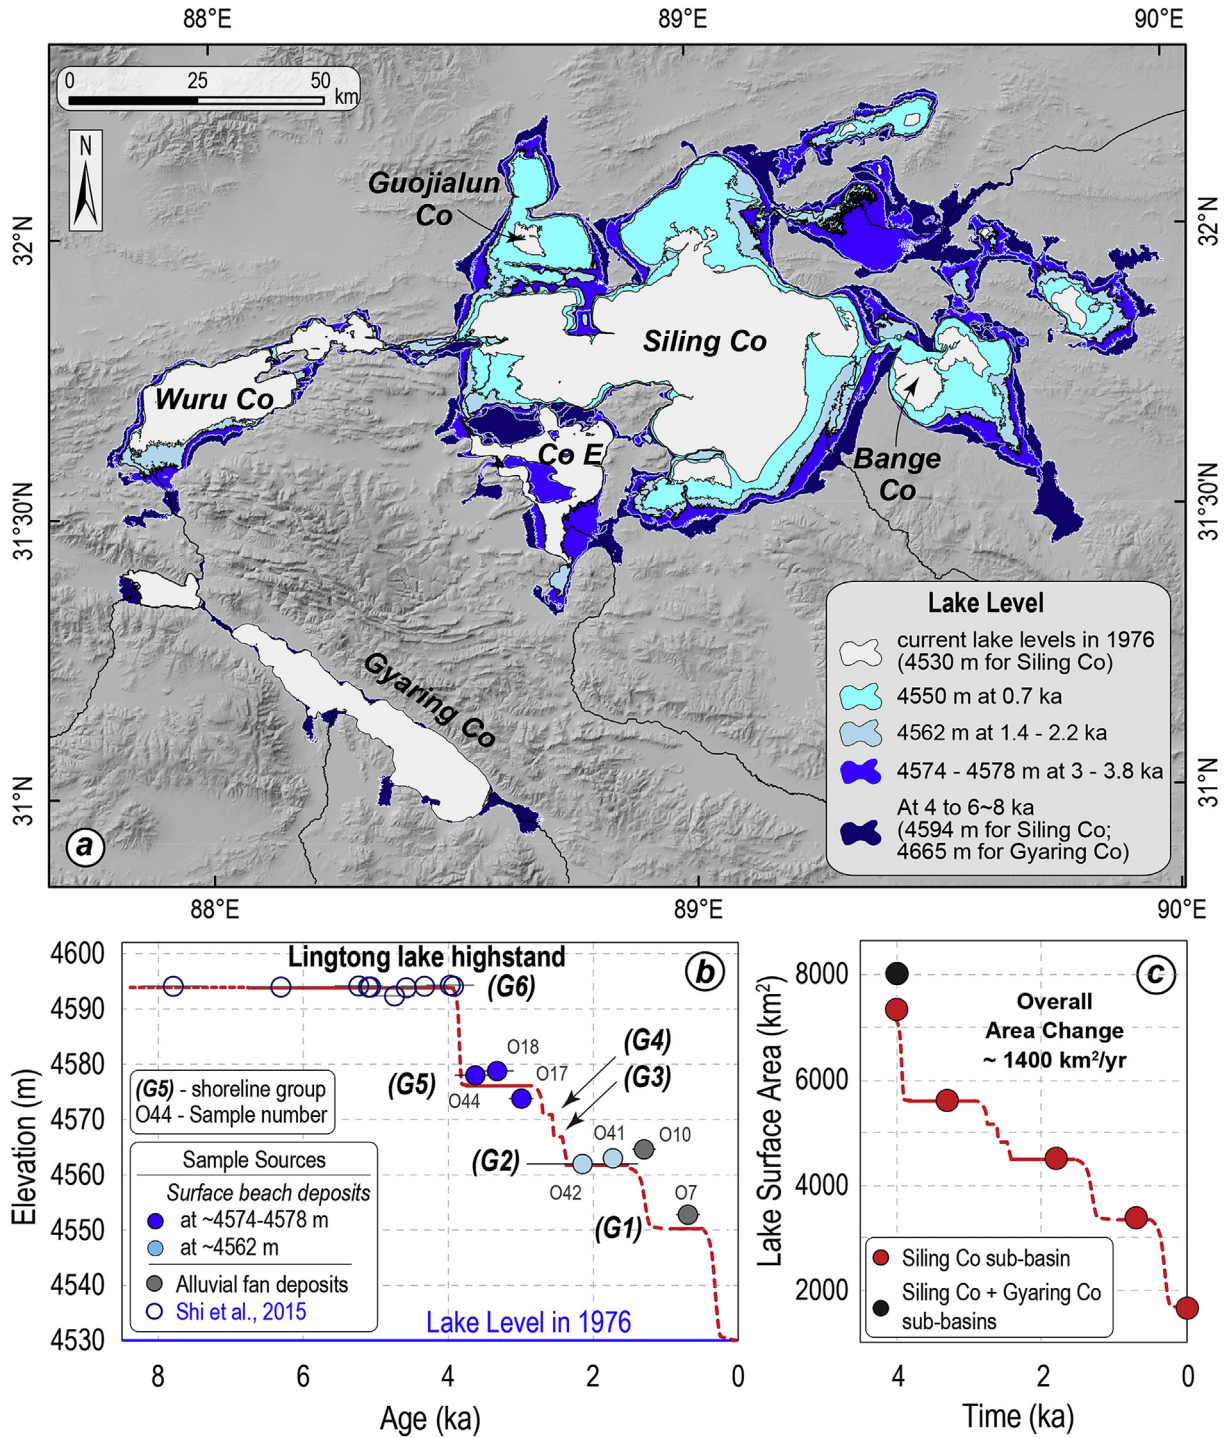 88°E
89°E
90°E
0
25
50
km
N
Guojialun
Co
32°N
32°N
Siling Co
Wuru Co
Co E
Bange
Co
31°30'N
31°30'N
Gyaring Co
31°N
31°N
Lake Level
current lake levels in 1976
(4530 m for Siling Co)
4550 m at 0.7 ka
4562 m at 1.4 - 2.2 ka
4574 - 4578 m at 3 - 3.8 ka
At 4 to 6~8 ka
(4594 m for Siling Co;
4665 m for Gyaring Co)
a
88°E
89°E
90°E
Elevation (m)
4600
4590
4580
4570
4560
4550
4540
4530
Lingtong lake highstand
(G6)
b
O18
(G4)
O17
(G3)
(G5)
O44
O41
O10
(G2)
O42
O7
(G1)
(G5) - shoreline group
O44 - Sample number
Sample Sources
Surface beach deposits
at ~4574-4578 m
at ~4562 m
Alluvial fan deposits
Shi et al., 2015
Lake Level in 1976
8
6
4
2
0
Age (ka)
Lake Surface Area (km²)
8000
6000
4000
2000
c
Overall
Area Change
~ 1400 km²/yr
Siling Co sub-basin
Siling Co + Gyaring Co
sub-basins
4
2
0
Time (ka)